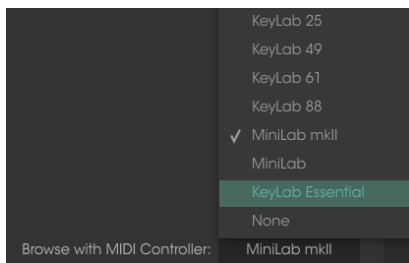 KeyLab 25
KeyLab 49
KeyLab 61
KeyLab 88
✓ MiniLab mkII
MiniLab
KeyLab Essential
None
Browse with MIDI Controller: MiniLab mkII